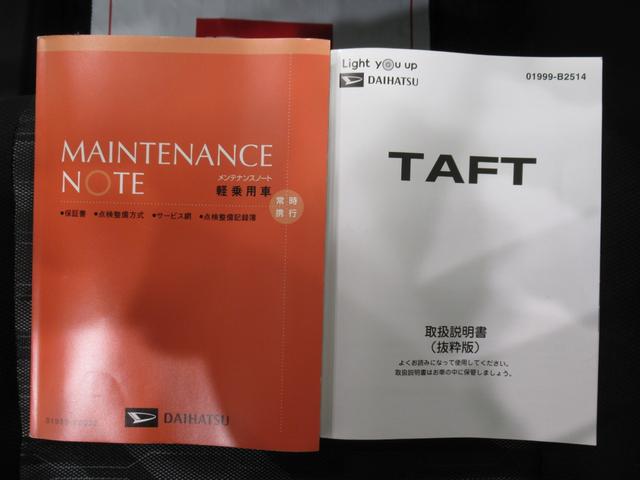 MAINTENANCE
NOTE
メンテナンスノート
軽乗用車
常時
携行
●保証書 ●点検整備方式 ●サービス網 ●点検整備記録簿
DAIHATSU
Light you up
DAIHATSU
01999-B2514
TAFT
取扱説明書
（抜粋版）
よくお読みになって使用してください。
取扱説明書はお車の中に保管しましょう。